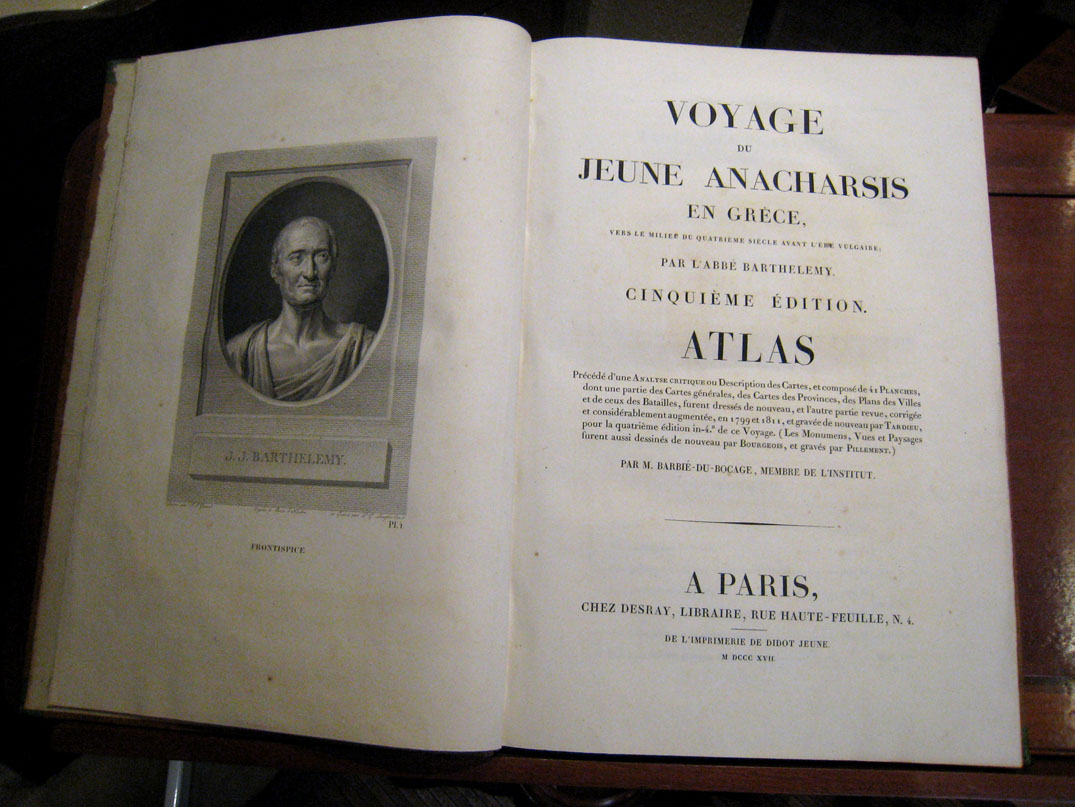 J. J. BARTHELEMY.
Pl. 1
FRONTISPICE
VOYAGE
DU
JEUNE ANACHARSIS
EN GRÈCE,
VERS LE MILIEU DU QUATRIÈME SIÈCLE AVANT L'ÈRE VULGAIRE;
PAR L'ABBÉ BARTHELEMY.
CINQUIÈME ÉDITION.
ATLAS
Précédé d'une ANALYSE CRITIQUE ou Description des Cartes, et composé de 41 PLANCHES,
dont une partie des Cartes générales, des Cartes des Provinces, des Plans des Villes
et de ceux des Batailles, furent dressés de nouveau, et l'autre partie revue, corrigée
et considérablement augmentée, en 1799 et 1811, et gravée de nouveau par TARDIEU,
pour la quatrième édition in-4.º de ce Voyage. (Les Monumens, Vues et Paysages
furent aussi dessinés de nouveau par BOURGEOIS, et gravés par PILLEMENT.)
PAR M. BARBIÉ-DU-BOCAGE, MEMBRE DE L'INSTITUT.
A PARIS,
CHEZ DESRAY, LIBRAIRE, RUE HAUTE-FEUILLE, N. 4.
DE L'IMPRIMERIE DE DIDOT JEUNE.
M DCCC XVII